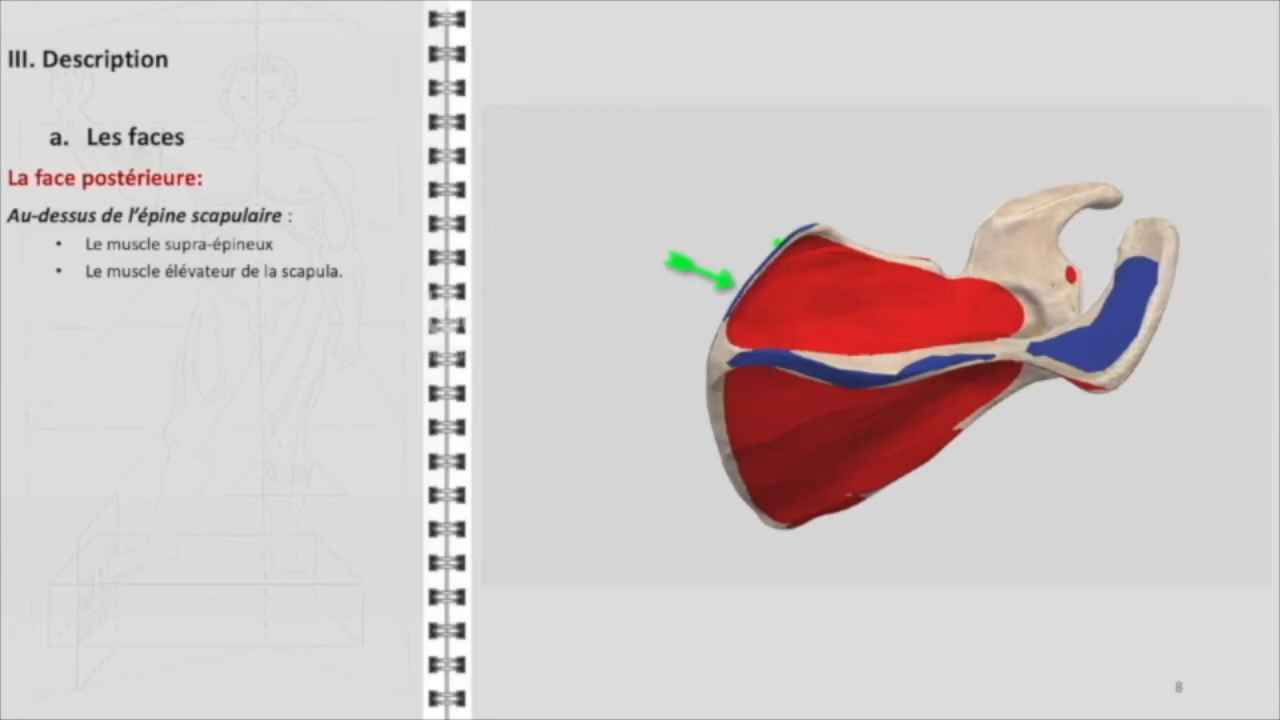 III. Description
a. Les faces
La face postérieure:
Au-dessus de l'épine scapulaire :
• Le muscle supra-épineux
• Le muscle élévateur de la scapula.
8